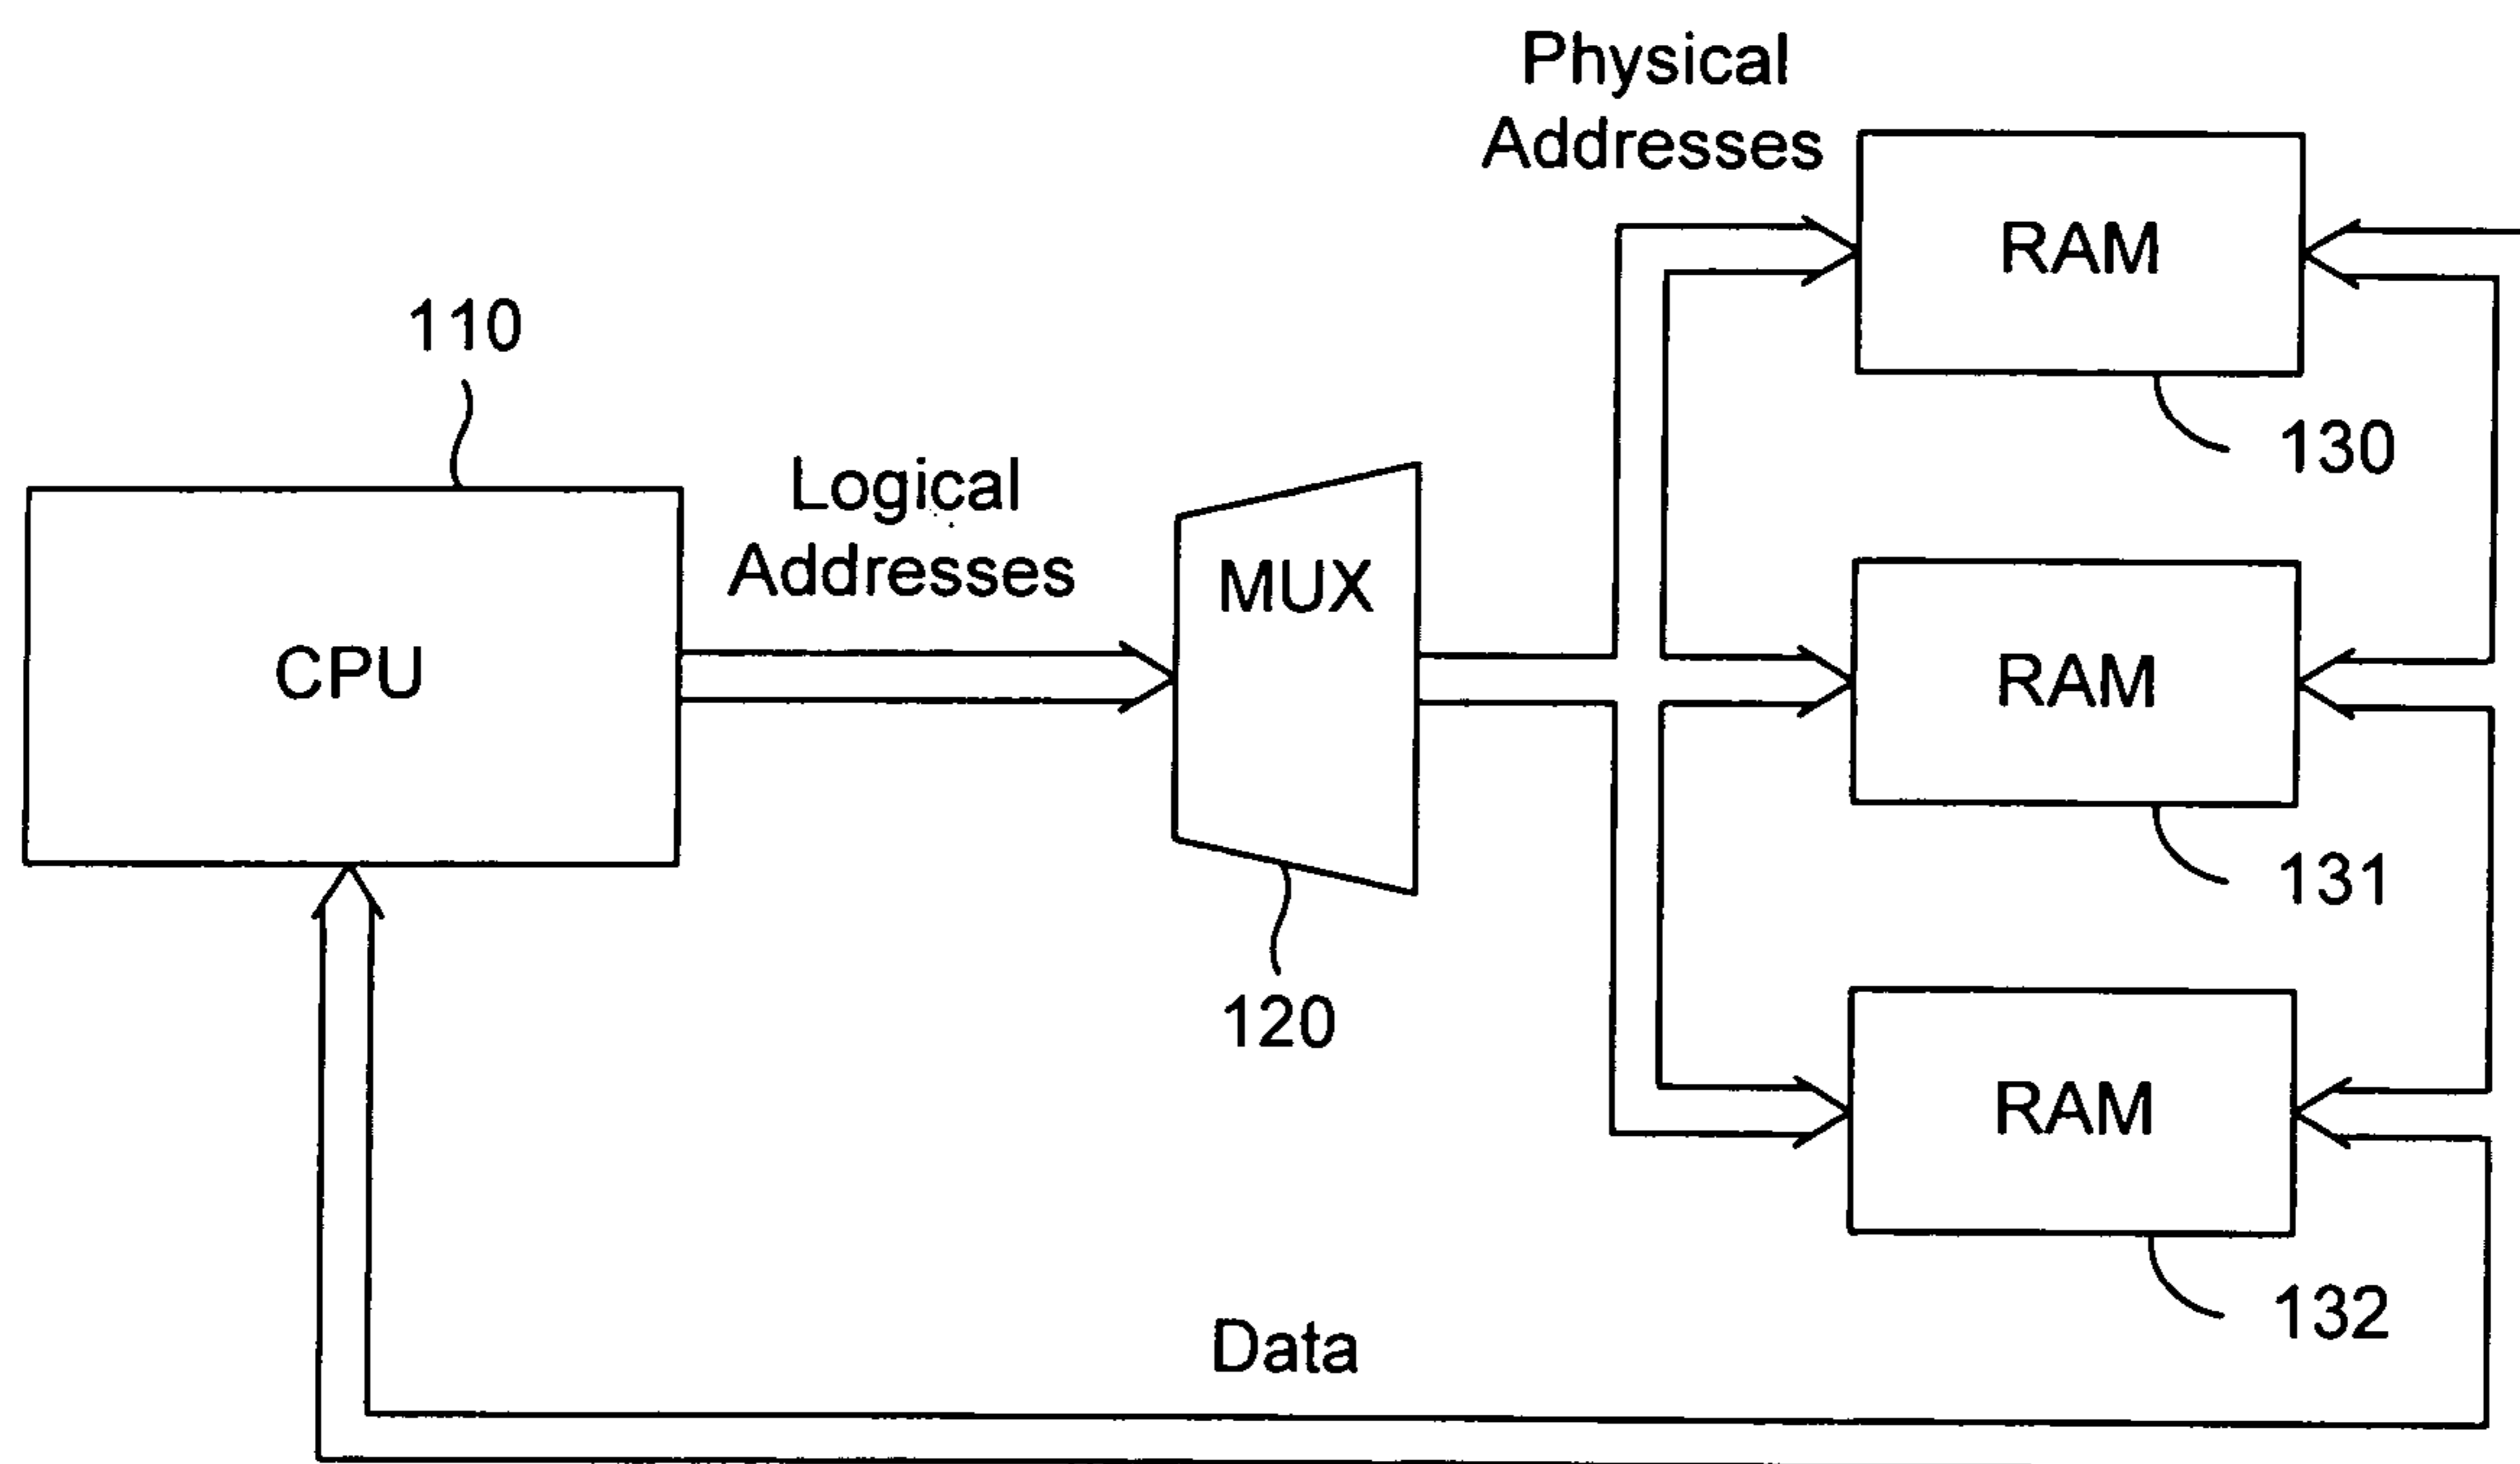 Physical
Addresses
RAM
110
130
Logical
Addresses
MUX
CPU
RAM
131
120
RAM
132
Data